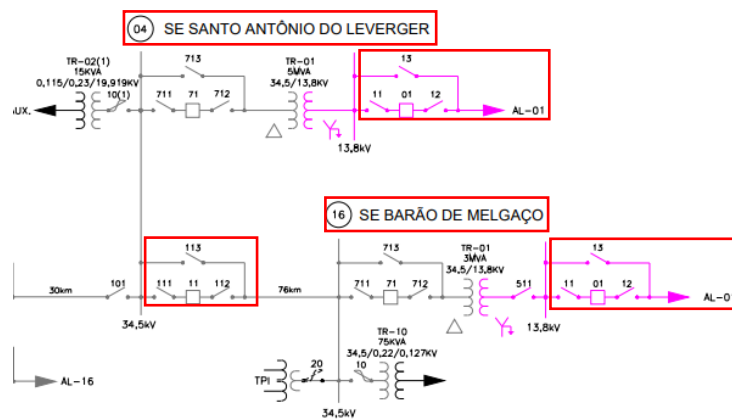 04 SE SANTO ANTÔNIO DO LEVERGER
TR-02(1)
15KVA
0,115/0,23/19,919KV
10(1)
UX.
713
711 71 712
TR-01
5MVA
34,5/13,8KV
13
11 01 12
AL-01
13,8kV
16 SE BARÃO DE MELGAÇO
30km
101
113
111 11 112
76km
34,5kV
713
711 71 712
TR-01
3MVA
34,5/13,8KV
511
13
11 01 12
AL-0
13,8kV
AL-16
TPI
20
10
TR-10
75KVA
34,5/0,22/0,127KV
34,5kV